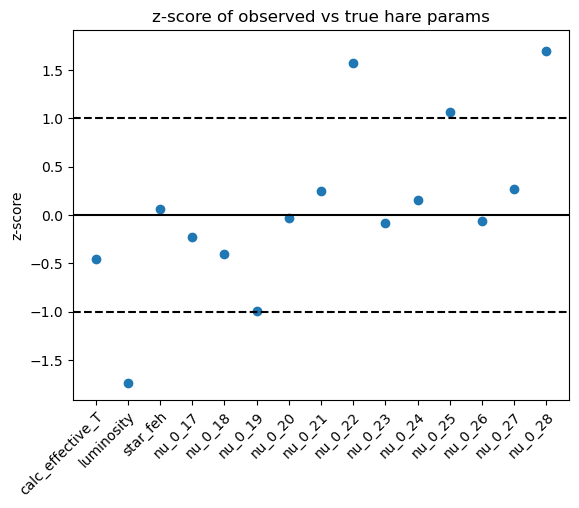 z-score of observed vs true hare params
z-score
1.5
1.0
0.5
0.0
−0.5
−1.0
−1.5
calc_effective_T
luminosity
star_feh
nu_0_17
nu_0_18
nu_0_19
nu_0_20
nu_0_21
nu_0_22
nu_0_23
nu_0_24
nu_0_25
nu_0_26
nu_0_27
nu_0_28